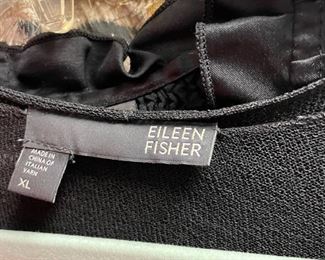 EILEEN
FISHER
MADE IN
CHINA OF
ITALIAN
YARN
XL